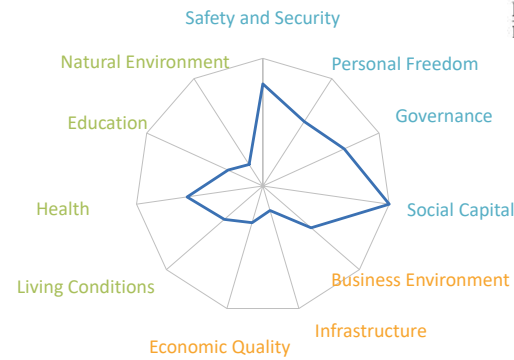 Safety and Security
Natural Environment
Personal Freedom
Education
Governance
Health
Social Capital
Living Conditions
Business Environment
Economic Quality
Infrastructure